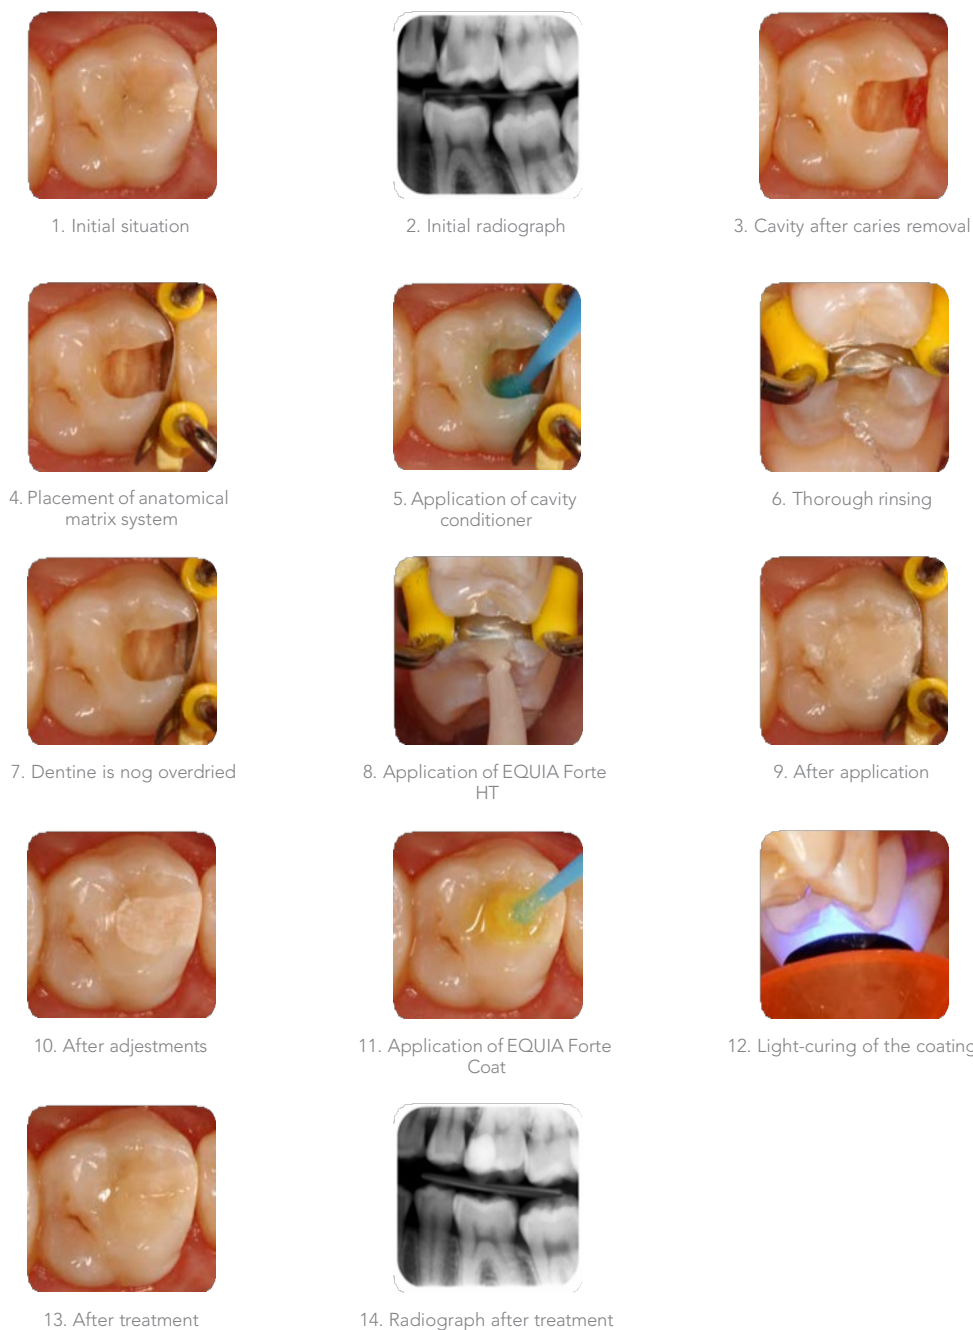 1. Initial situation
2. Initial radiograph
3. Cavity after caries removal
4. Placement of anatomical
matrix system
5. Application of cavity
conditioner
6. Thorough rinsing
7. Dentine is nog overdried
8. Application of EQUIA Forte
HT
9. After application
10. After adjestments
11. Application of EQUIA Forte
Coat
12. Light-curing of the coating
13. After treatment
14. Radiograph after treatment